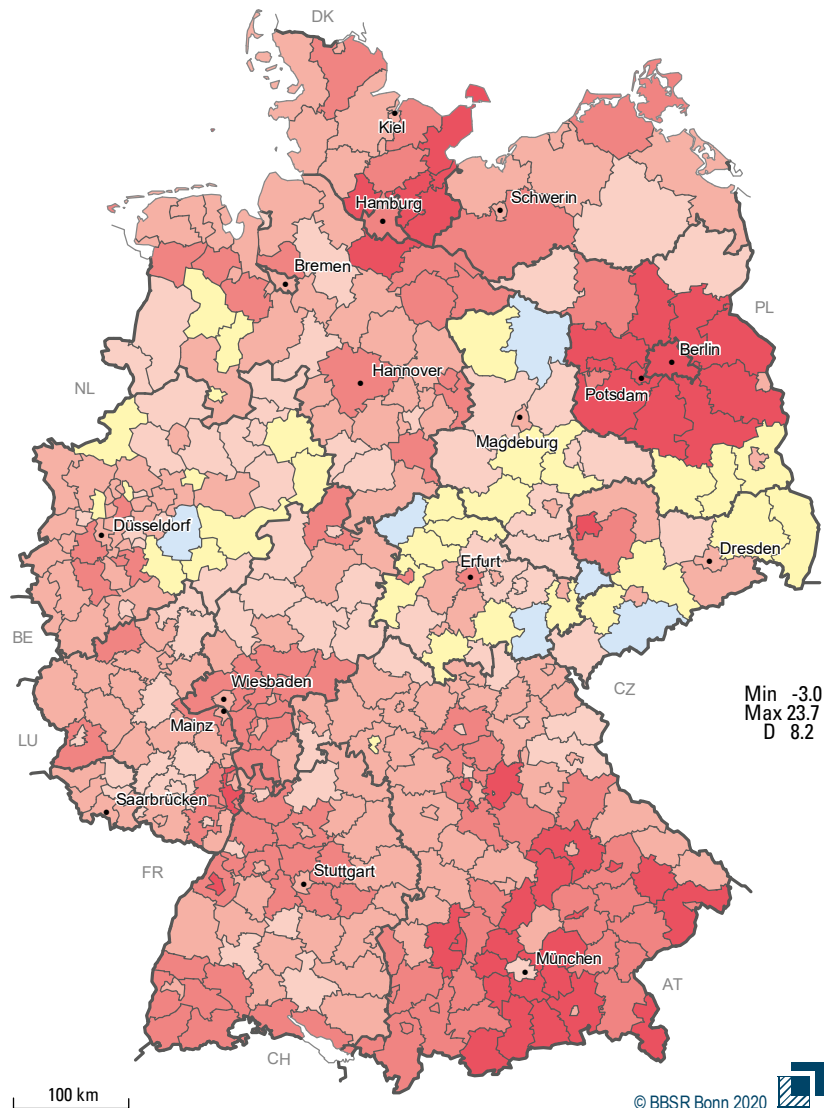 DK
Kiel
Hamburg
Schwerin
Bremen
PL
Berlin
Hannover
Potsdam
NL
Magdeburg
Düsseldorf
Dresden
Erfurt
BE
CZ
Wiesbaden
Min -3.0
Mainz
Max 23.7
D 8.2
LU
Saarbrücken
FR
Stuttgart
München
AT
CH
100 km
© BBSR Bonn 2020